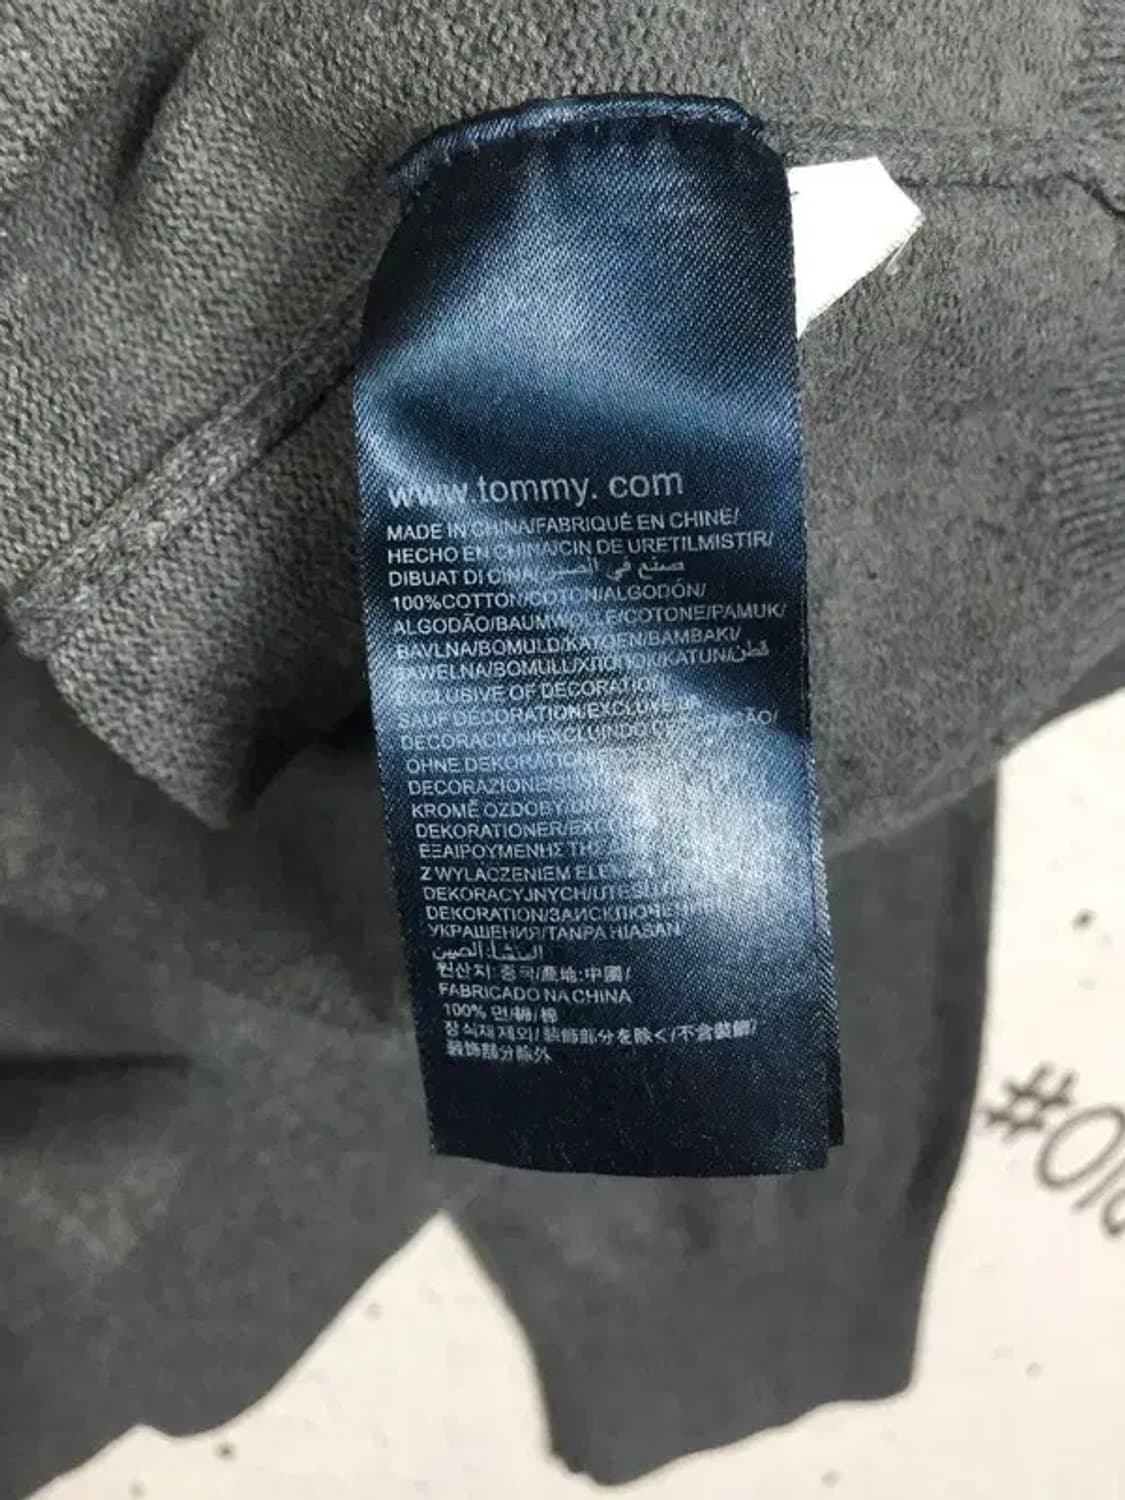 www.tommy. com
MADE IN CHINA/FABRIQUÉ EN CHINE/
HECHO EN CHINA/CIN DE URETILMISTIR/
DIBUAT DI CINA/صنع في الصين
100%COTTON/COTON/ALGODÓN/
ALGODÃO/BAUMWOLLE/COTONE/PAMUK/
BAVLNA/BOMULD/KATOEN/BAMBAKI/
BAWELNA/BOMULL/ХЛОПОК/KATUN/قطن
EXCLUSIVE OF DECORATION
SAUF DECORATION/EXCLUYE
DECORACIÓN/EXCLUINDO
OHNE DEKORATION
DECORAZIONE
KROMĚ OZDOBY
DEKORATIONER
ΕΞΑΙΡΟΥΜΕΝΗΣ ΤΗΣ
Z WYLACZENIEM
DEKORACYJNYCH
DEKORATION
УКРАШЕНИЯ/TANPA HIASAN
المنشأ:الصين
원산지: 중국/產地:中國/
FABRICADO NA CHINA
100% 면/棉/棉
장식재 제외/装飾部分を除く/不含裝飾/
装饰部分除外
#Ol